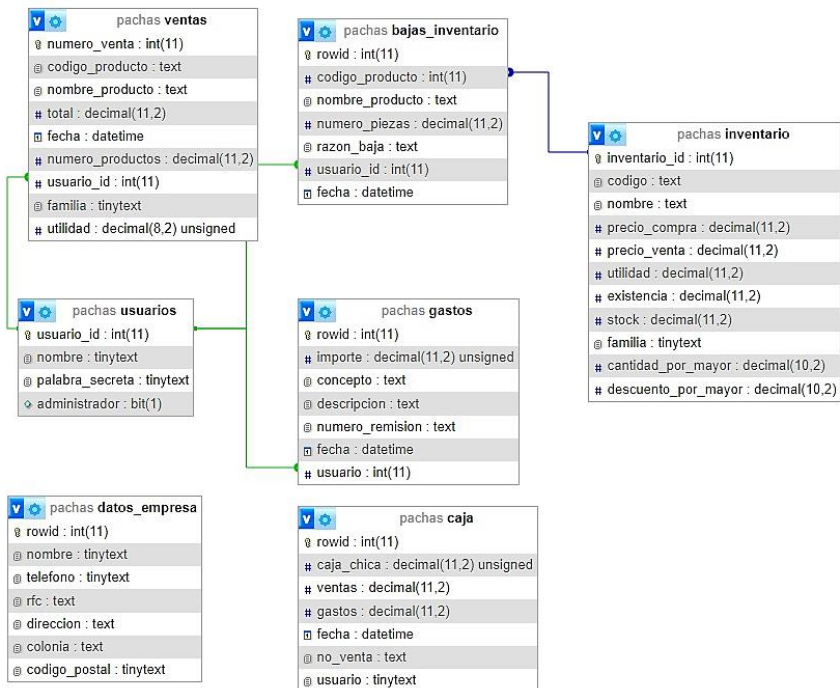 pachas ventas
numero_venta : int(11)
codigo_producto : text
nombre_producto : text
total : decimal(11,2)
fecha : datetime
numero_productos : decimal(11,2)
usuario_id : int(11)
familia : tinytext
utilidad : decimal(8,2) unsigned
pachas bajas_inventario
rowid : int(11)
codigo_producto : int(11)
nombre_producto : text
numero_piezas : decimal(11,2)
razon_baja : text
usuario_id : int(11)
fecha : datetime
pachas inventario
inventario_id : int(11)
codigo : text
nombre : text
precio_compra : decimal(11,2)
precio_venta : decimal(11,2)
utilidad : decimal(11,2)
existencia : decimal(11,2)
stock : decimal(11,2)
familia : tinytext
cantidad_por_mayor : decimal(10,2)
descuento_por_mayor : decimal(10,2)
pachas usuarios
usuario_id : int(11)
nombre : tinytext
palabra_secreta : tinytext
administrador : bit(1)
pachas gastos
rowid : int(11)
importe : decimal(11,2) unsigned
concepto : text
descripcion : text
numero_remision : text
fecha : datetime
usuario : int(11)
pachas datos_empresa
rowid : int(11)
nombre : tinytext
telefono : tinytext
rfc : text
direccion : text
colonia : text
codigo_postal : tinytext
pachas caja
rowid : int(11)
caja_chica : decimal(11,2) unsigned
ventas : decimal(11,2)
gastos : decimal(11,2)
fecha : datetime
no_venta : text
usuario : tinytext